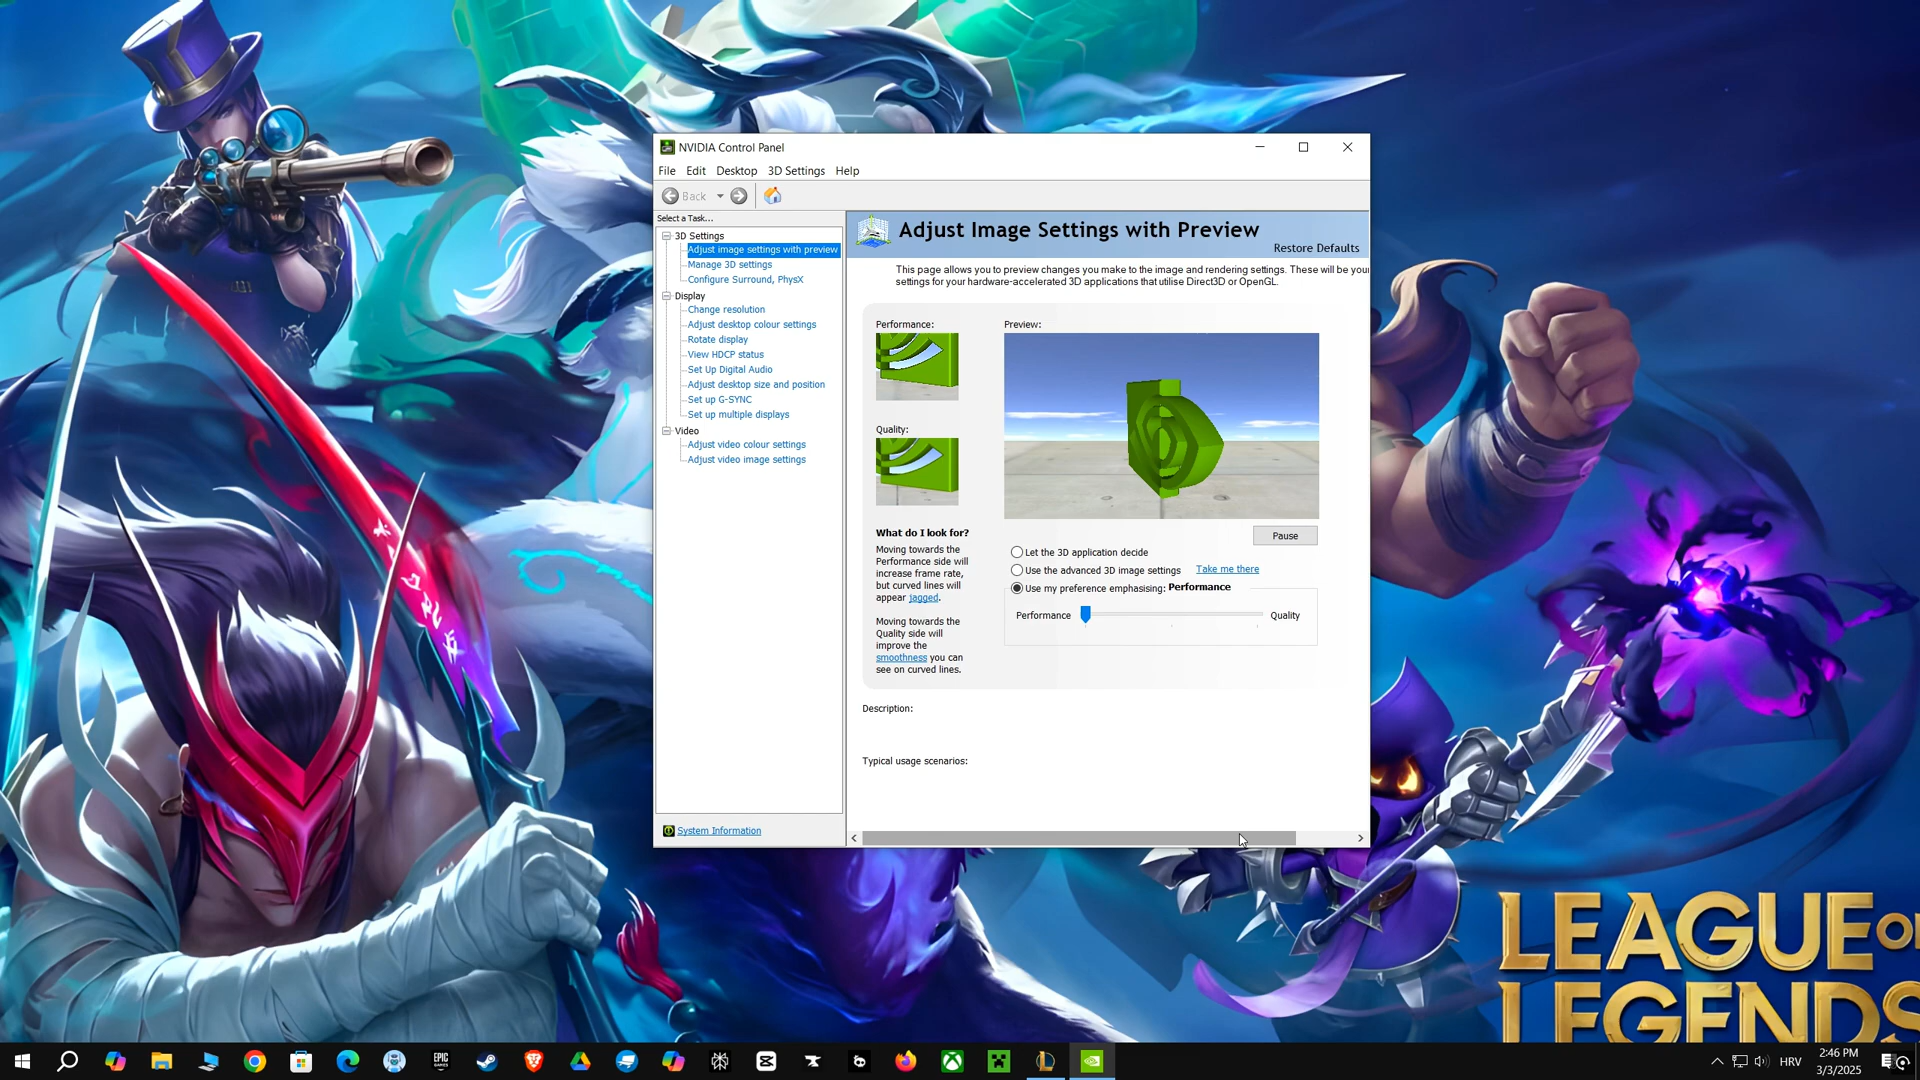 NVIDIA Control Panel
File Edit Desktop 3D Settings Help
Back
Select a Task...
3D Settings
Adjust image settings with preview
Manage 3D settings
Configure Surround, PhysX
Display
Change resolution
Adjust desktop colour settings
Rotate display
View HDCP status
Set Up Digital Audio
Adjust desktop size and position
Set up G-SYNC
Set up multiple displays
Video
Adjust video colour settings
Adjust video image settings
System Information
Adjust Image Settings with Preview
Restore Defaults
This page allows you to preview changes you make to the image and rendering settings. These will be your
settings for your hardware-accelerated 3D applications that utilise Direct3D or OpenGL.
Performance:
Quality:
What do I look for?
Moving towards the
Performance side will
increase frame rate,
but curved lines will
appear jagged.
Moving towards the
Quality side will
improve the
smoothness you can
see on curved lines.
Preview:
Pause
Let the 3D application decide
Use the advanced 3D image settings Take me there
Use my preference emphasising: Performance
Performance Quality
Description:
Typical usage scenarios:
LEAGUE OF
LEGENDS
EPIC
GAMES
HRV
2:46 PM
3/3/2025